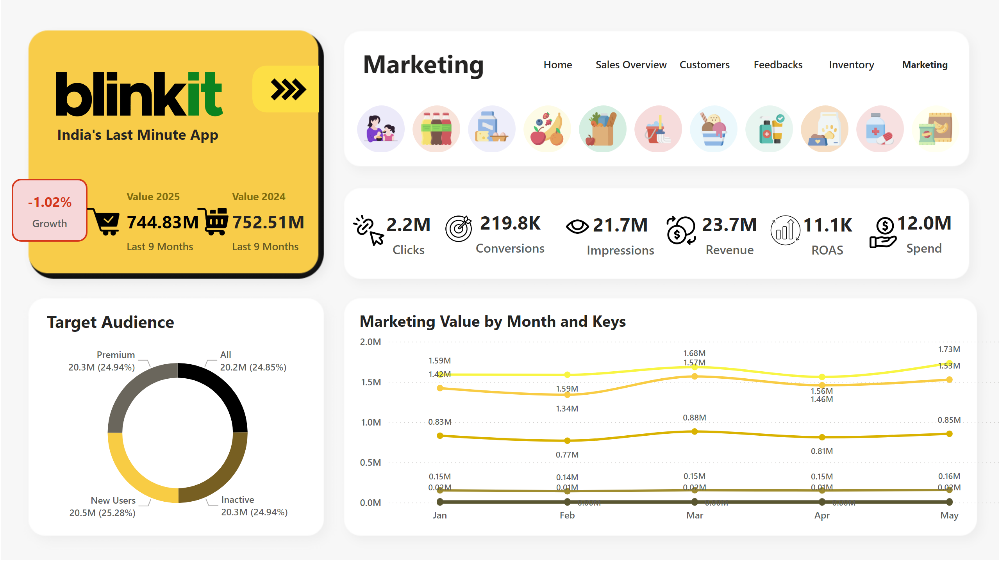 blinkit
India's Last Minute App
-1.02%
Growth
Value 2025
744.83M
Last 9 Months
Value 2024
752.51M
Last 9 Months
Marketing
Home Sales Overview Customers Feedbacks Inventory Marketing
2.2M
Clicks
219.8K
Conversions
21.7M
Impressions
23.7M
Revenue
11.1K
ROAS
12.0M
Spend
Target Audience
Premium
20.3M (24.94%)
All
20.2M (24.85%)
New Users
20.5M (25.28%)
Inactive
20.3M (24.94%)
Marketing Value by Month and Keys
2.0M
1.5M
1.0M
0.5M
0.0M
1.59M
1.42M
1.59M
1.34M
1.68M
1.57M
1.56M
1.46M
1.73M
1.53M
0.83M
0.77M
0.88M
0.81M
0.85M
0.15M
0.02M
0.14M
0.01M
0.15M
0.02M
0.15M
0.01M
0.16M
0.02M
0.00M
0.00M
0.00M
Jan Feb Mar Apr May